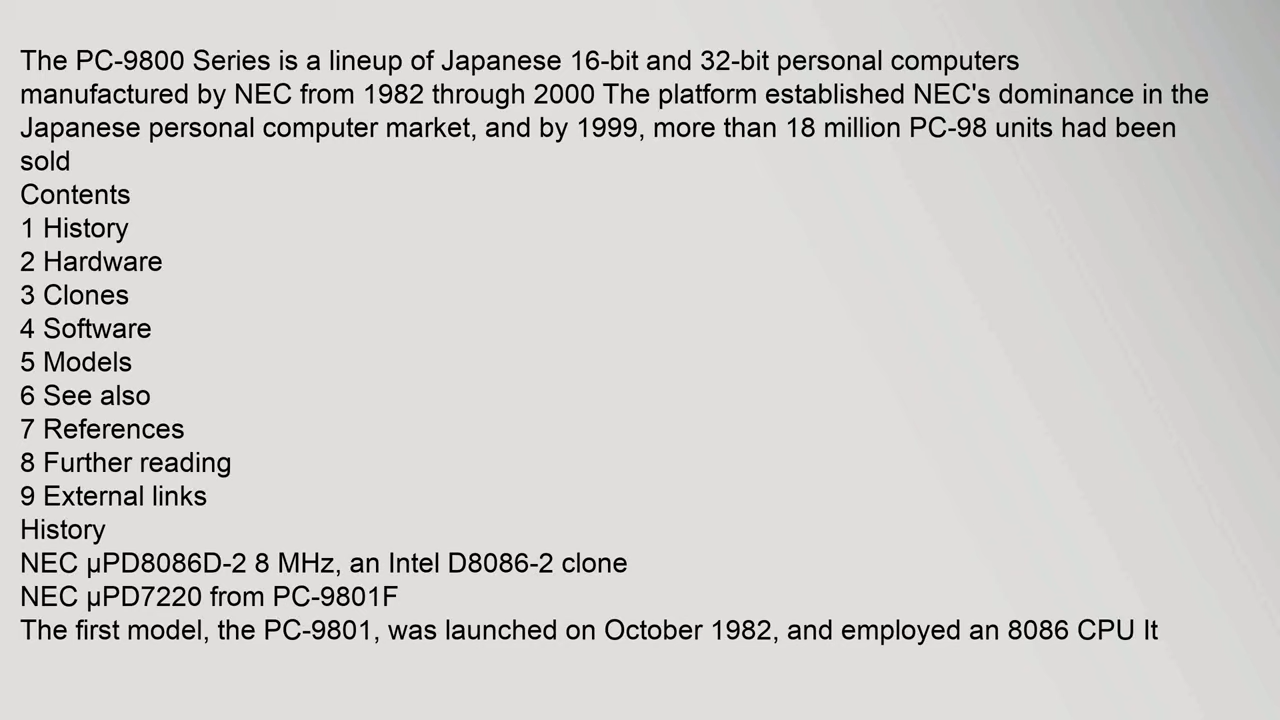 The PC-9800 Series is a lineup of Japanese 16-bit and 32-bit personal computers
manufactured by NEC from 1982 through 2000 The platform established NEC's dominance in the
Japanese personal computer market, and by 1999, more than 18 million PC-98 units had been
sold
Contents
1 History
2 Hardware
3 Clones
4 Software
5 Models
6 See also
7 References
8 Further reading
9 External links
History
NEC µPD8086D-2 8 MHz, an Intel D8086-2 clone
NEC µPD7220 from PC-9801F
The first model, the PC-9801, was launched on October 1982, and employed an 8086 CPU It